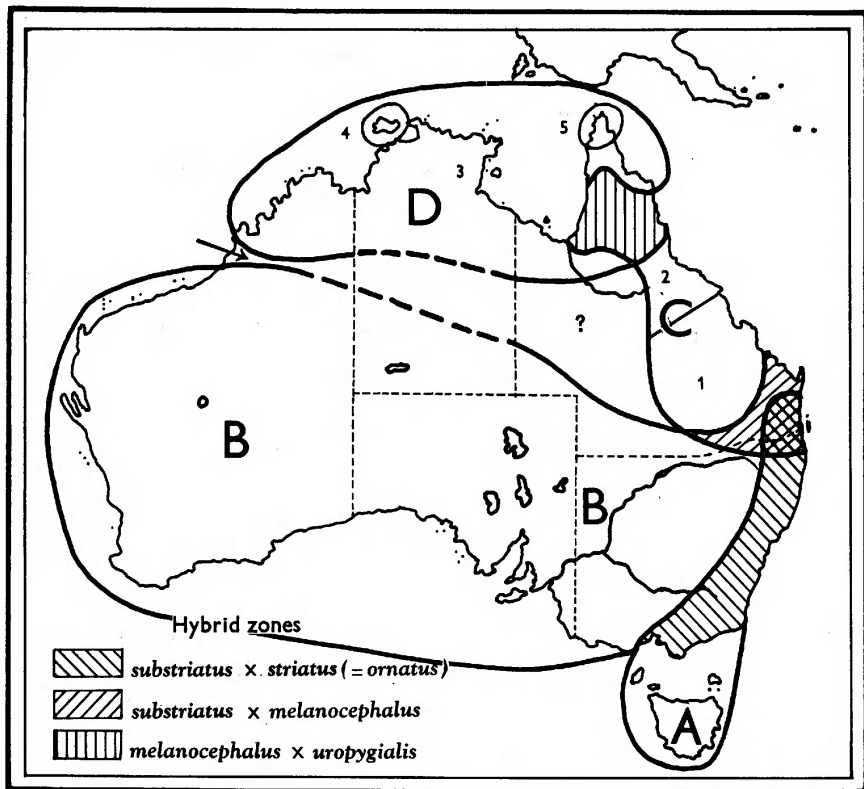 4
5
3
D
2
?
C
1
B
B
A
Hybrid zones
substriatus × striatus (= ornatus)
substriatus × melanocephalus
melanocephalus × uropygialis